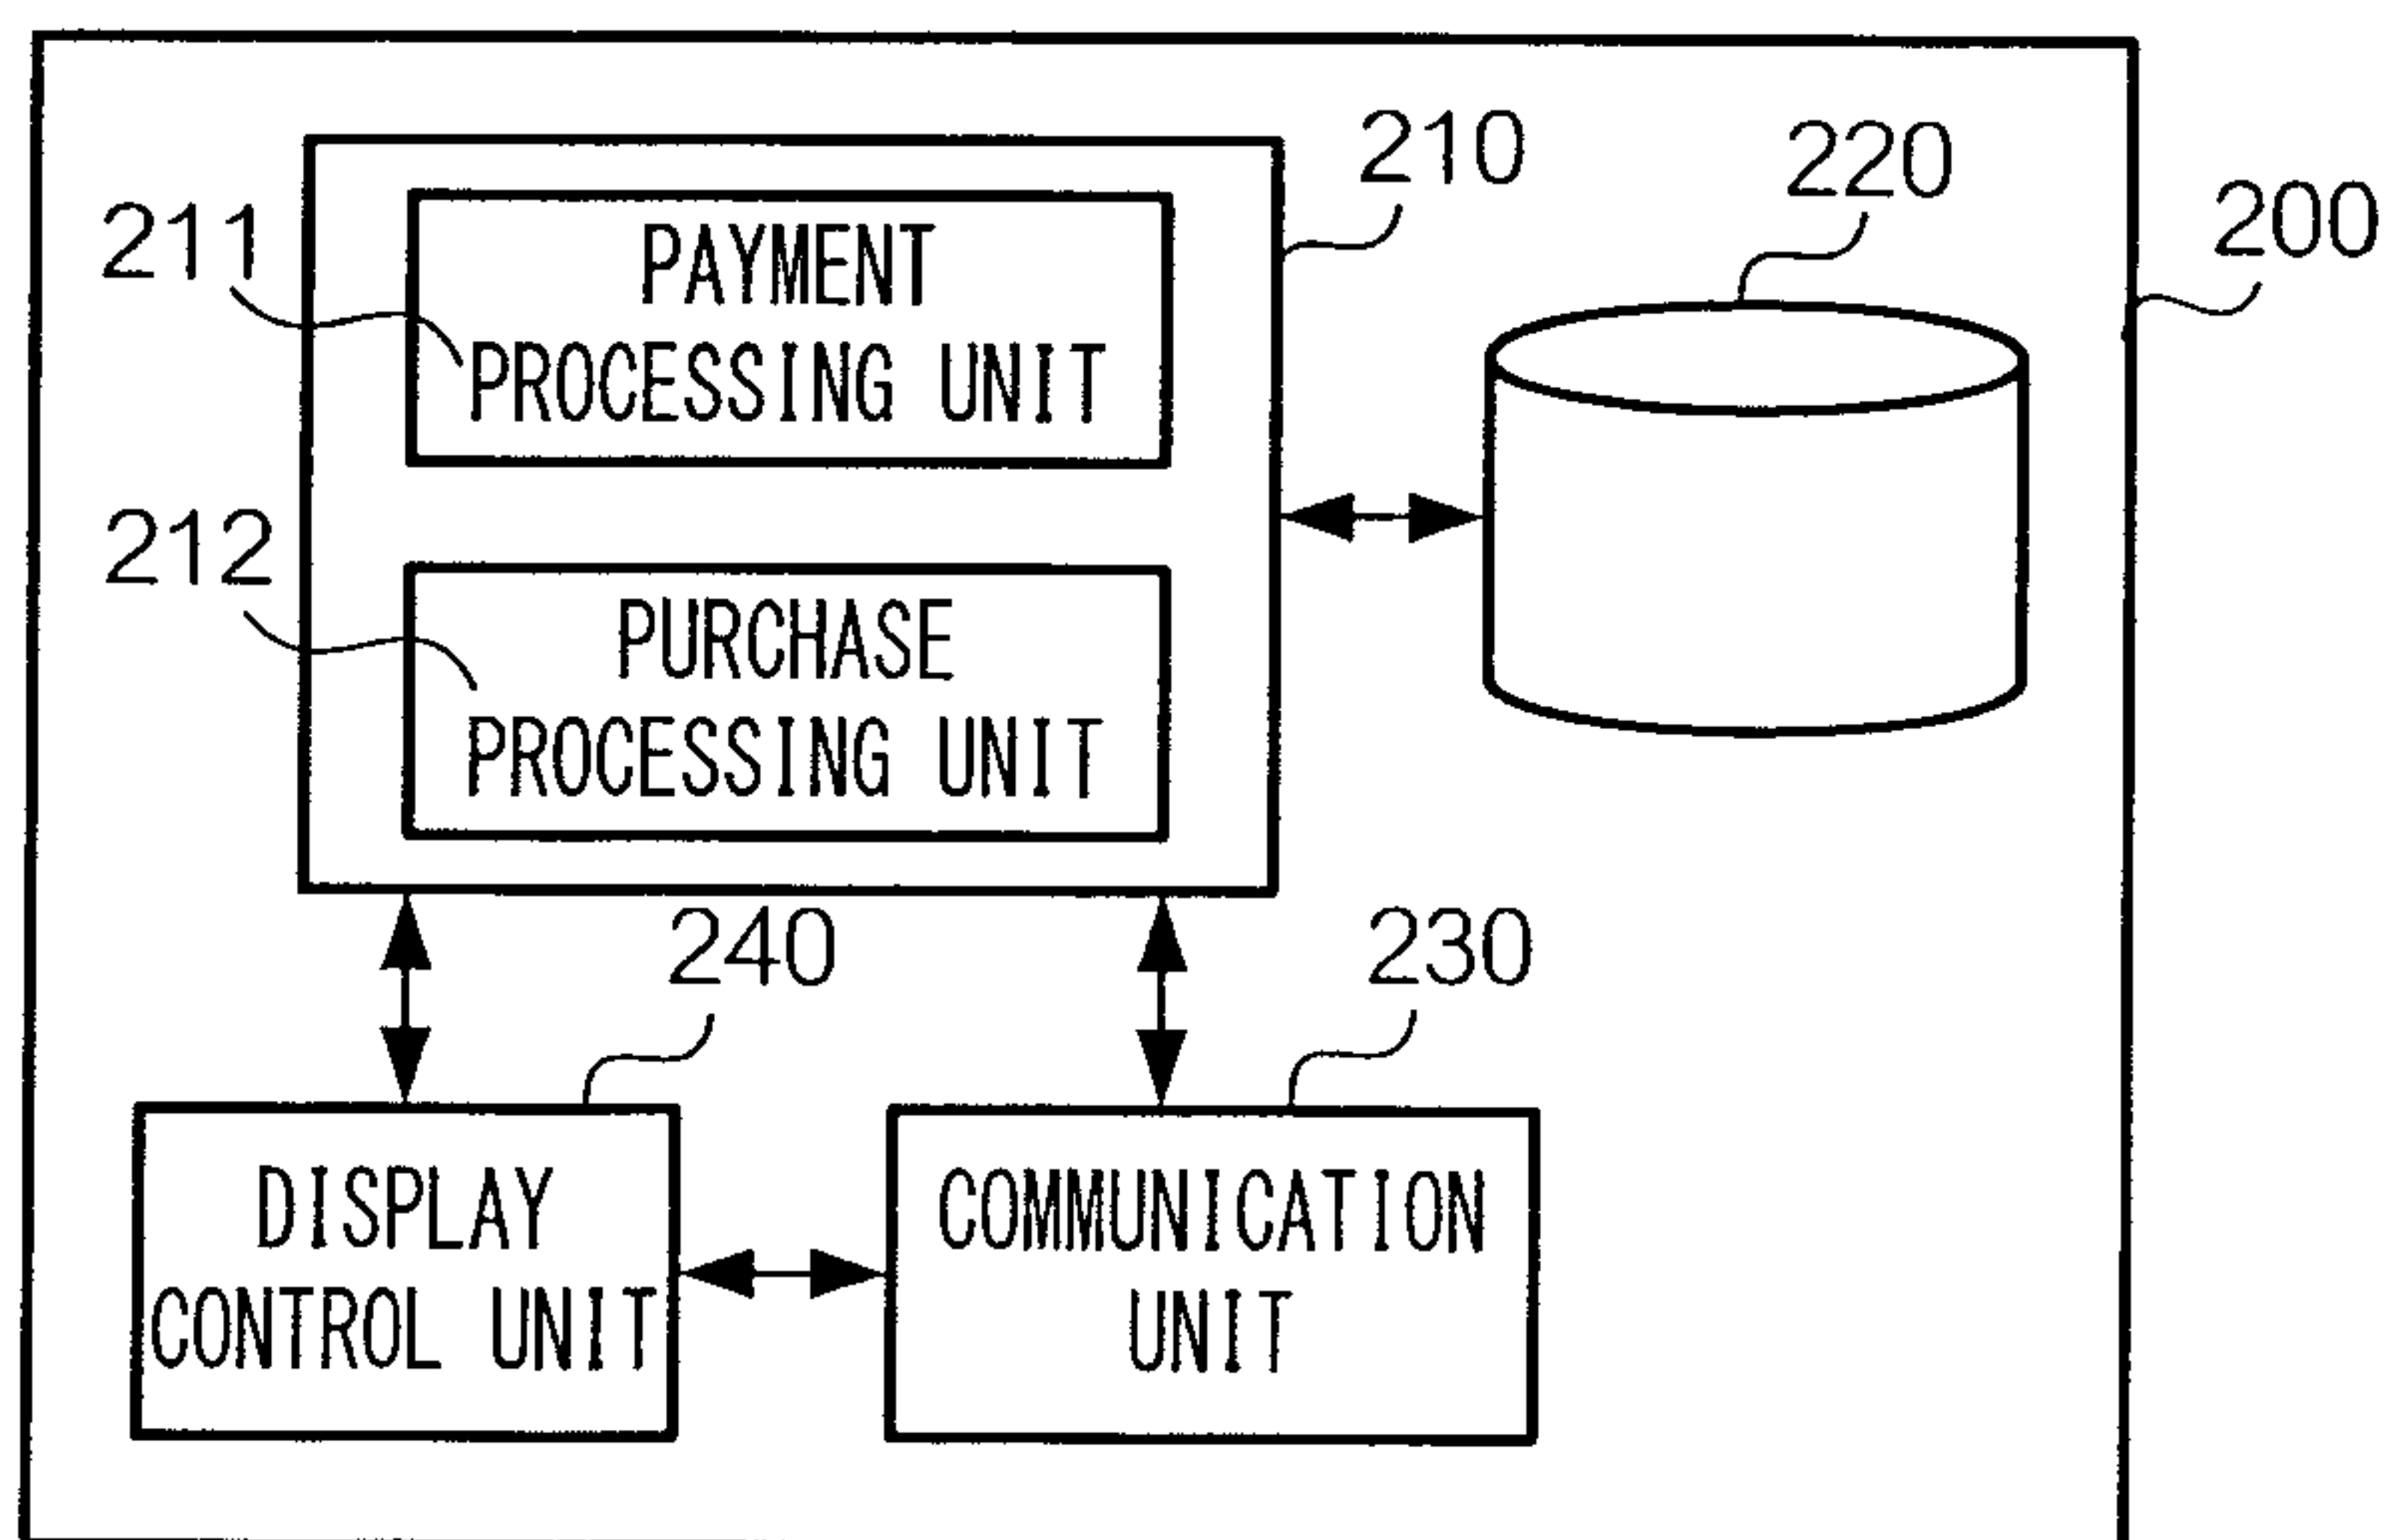 210
220
200
211
PAYMENT
PROCESSING UNIT
212
PURCHASE
PROCESSING UNIT
240
230
DISPLAY
CONTROL UNIT
COMMUNICATION
UNIT